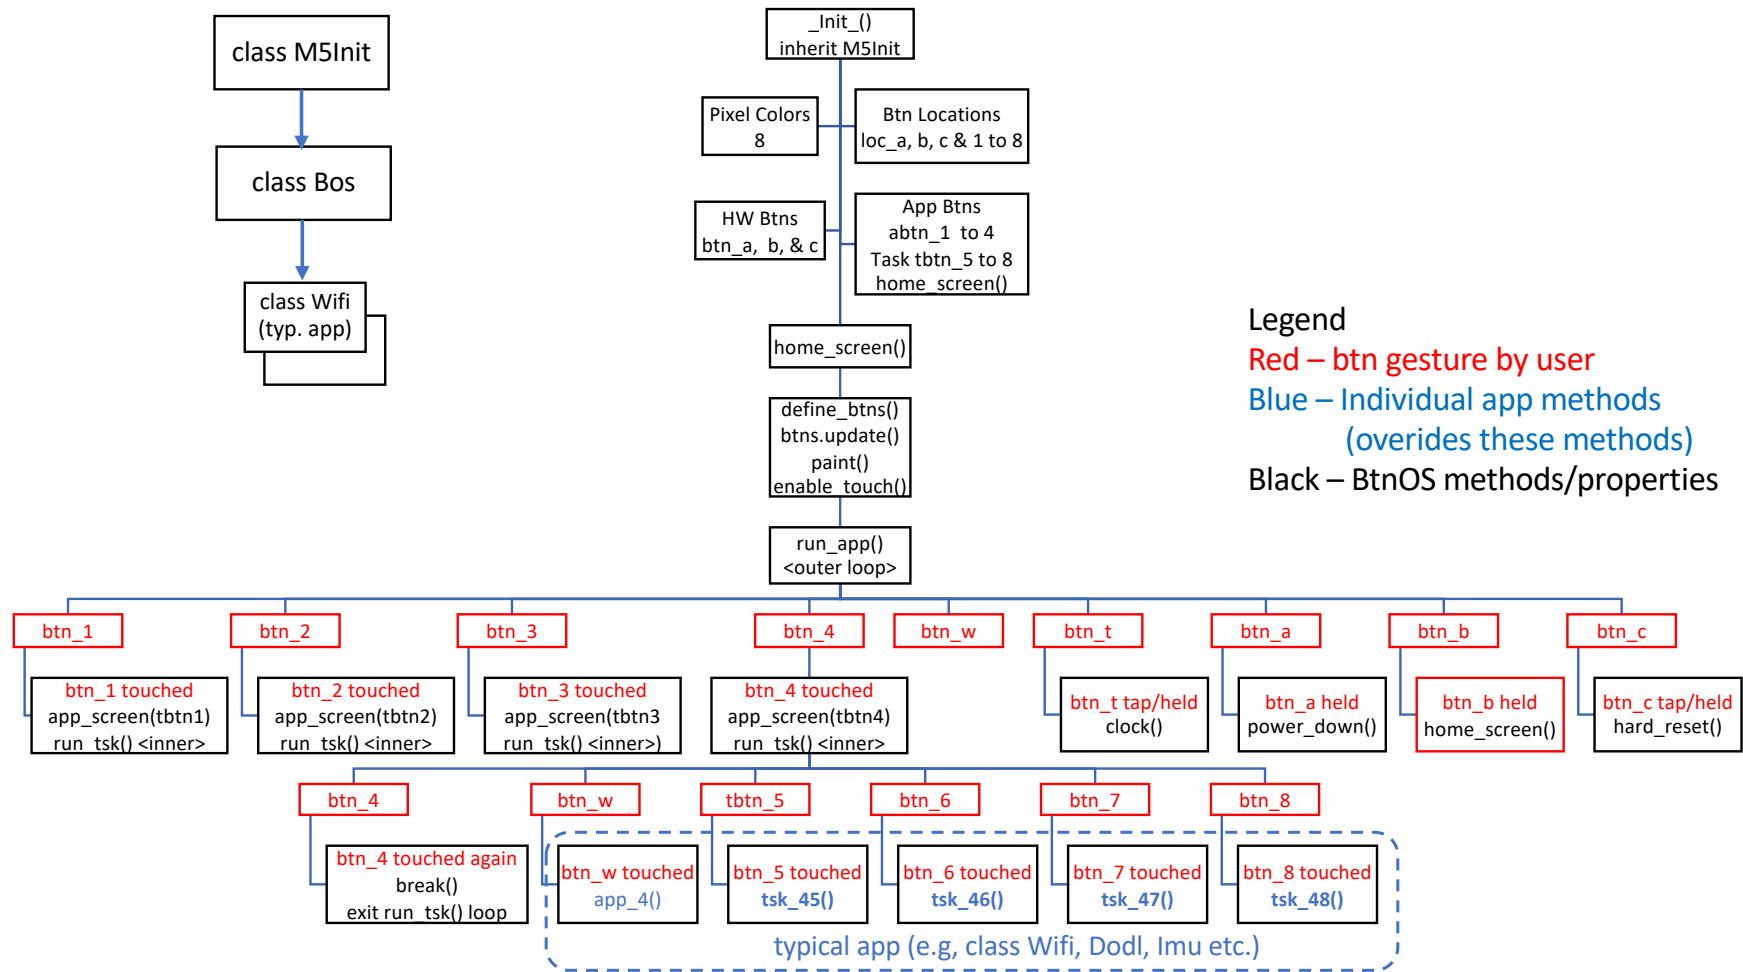 class M5Init
class Bos
class Wifi
(typ. app)
_Init_()
inherit M5Init
Pixel Colors
8
Btn Locations
loc_a, b, c & 1 to 8
HW Btns
btn_a, b, & c
App Btns
abtn_1 to 4
Task tbtn_5 to 8
home_screen()
home_screen()
define_btns()
btns.update()
paint()
enable_touch()
run_app()
<outer loop>
Legend
Red – btn gesture by user
Blue – Individual app methods
(overides these methods)
Black – BtnOS methods/properties
btn_1
btn_2
btn_3
btn_4
btn_w
btn_t
btn_a
btn_b
btn_c
btn_1 touched
app_screen(tbtn1)
run_tsk() <inner>
btn_2 touched
app_screen(tbtn2)
run_tsk() <inner>
btn_3 touched
app_screen(tbtn3
run_tsk() <inner>)
btn_4 touched
app_screen(tbtn4)
run_tsk() <inner>
btn_t tap/held
clock()
btn_a held
power_down()
btn_b held
home_screen()
btn_c tap/held
hard_reset()
btn_4
btn_w
tbtn_5
btn_6
btn_7
btn_8
btn_4 touched again
break()
exit run_tsk() loop
btn_w touched
app_4()
btn_5 touched
tsk_45()
btn_6 touched
tsk_46()
btn_7 touched
tsk_47()
btn_8 touched
tsk_48()
typical app (e.g, class Wifi, Dodl, Imu etc.)